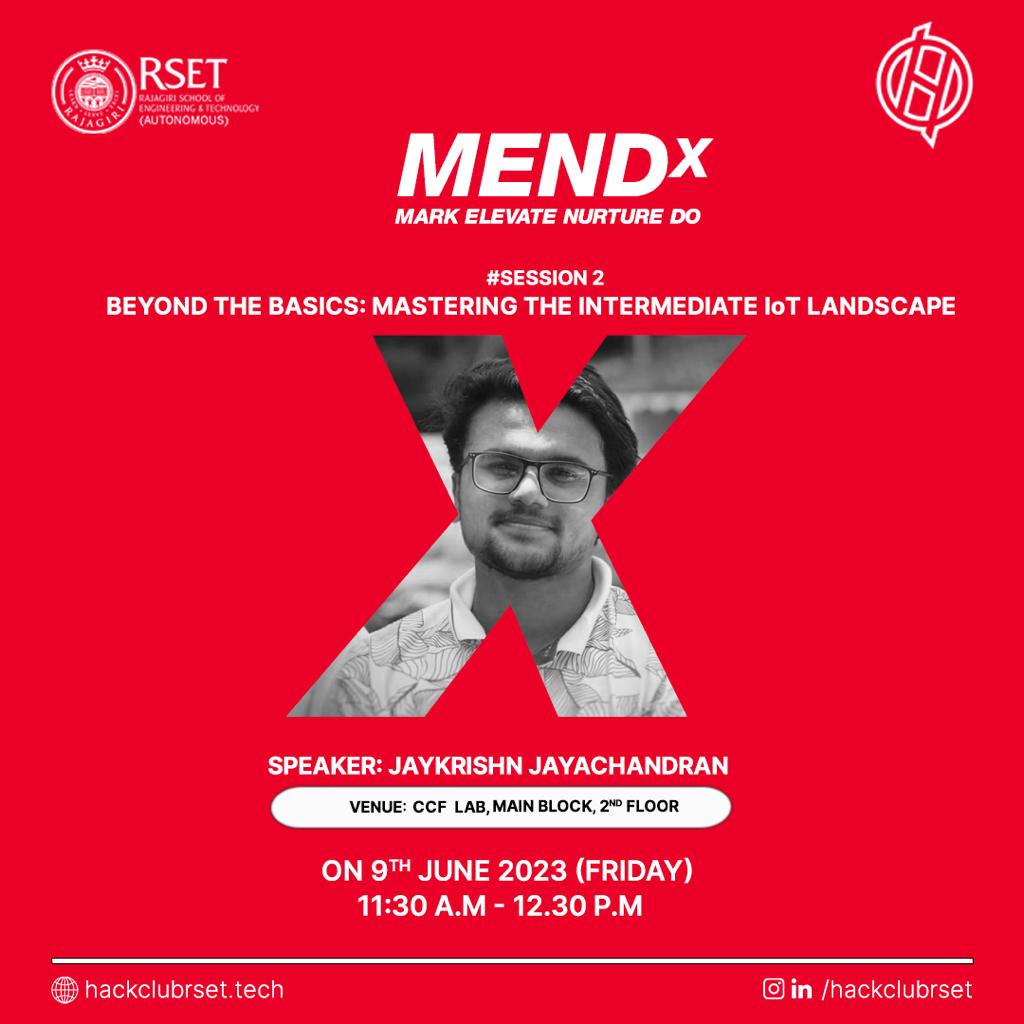 RSET
RAJAGIRI SCHOOL OF
ENGINEERING & TECHNOLOGY
(AUTONOMOUS)
RAJAGIRI
MENDX
MARK ELEVATE NURTURE DO
#SESSION 2
BEYOND THE BASICS: MASTERING THE INTERMEDIATE IoT LANDSCAPE
SPEAKER: JAYKRISHN JAYACHANDRAN
VENUE: CCF LAB, MAIN BLOCK, 2ND FLOOR
ON 9TH JUNE 2023 (FRIDAY)
11:30 A.M - 12.30 P.M
hackclubrset.tech
/hackclubrset